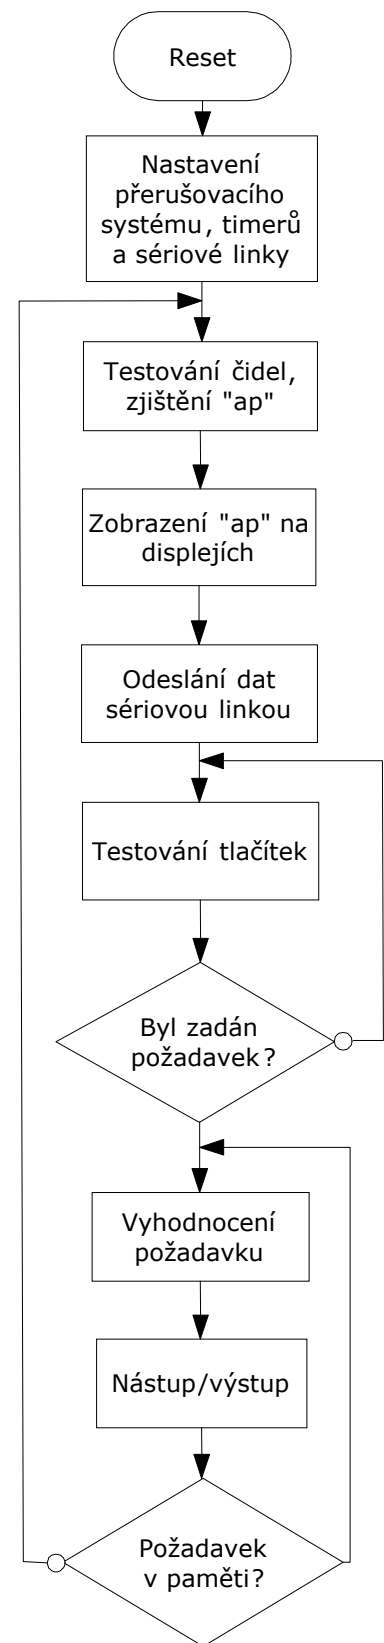 Reset
Nastavení
přerušovacího
systému, timerů
a sériové linky
Testování čidel,
zjištění "ap"
Zobrazení "ap" na
displejích
Odeslání dat
sériovou linkou
Testování tlačítek
Byl zadán
požadavek?
Vyhodnocení
požadavku
Nástup/výstup
Požadavek
v paměti?